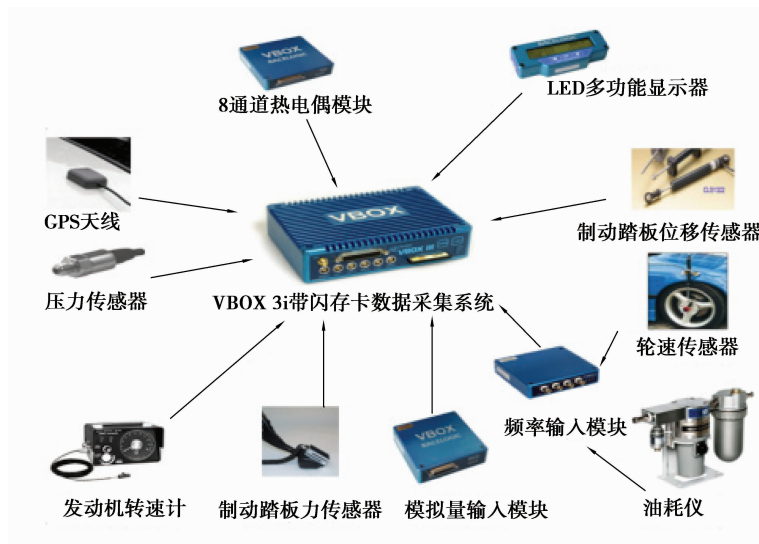 VBOX
8通道热电偶模块
LED多功能显示器
GPS天线
VBOX
制动踏板位移传感器
压力传感器
VBOX 3i带闪存卡数据采集系统
轮速传感器
频率输入模块
VBOX
发动机转速计
制动踏板力传感器
模拟量输入模块
油耗仪